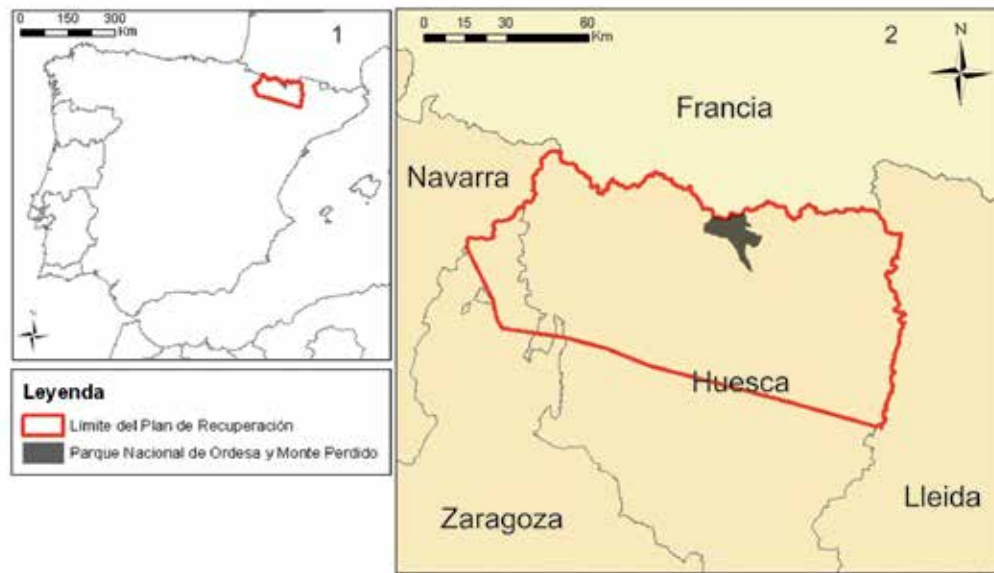 0 150 300
Km
1
Leyenda
Límite del Plan de Recuperación
Parque Nacional de Ordesa y Monte Perdido
0 15 30 60
Km
2
N
Francia
Navarra
Huesca
Lleida
Zaragoza